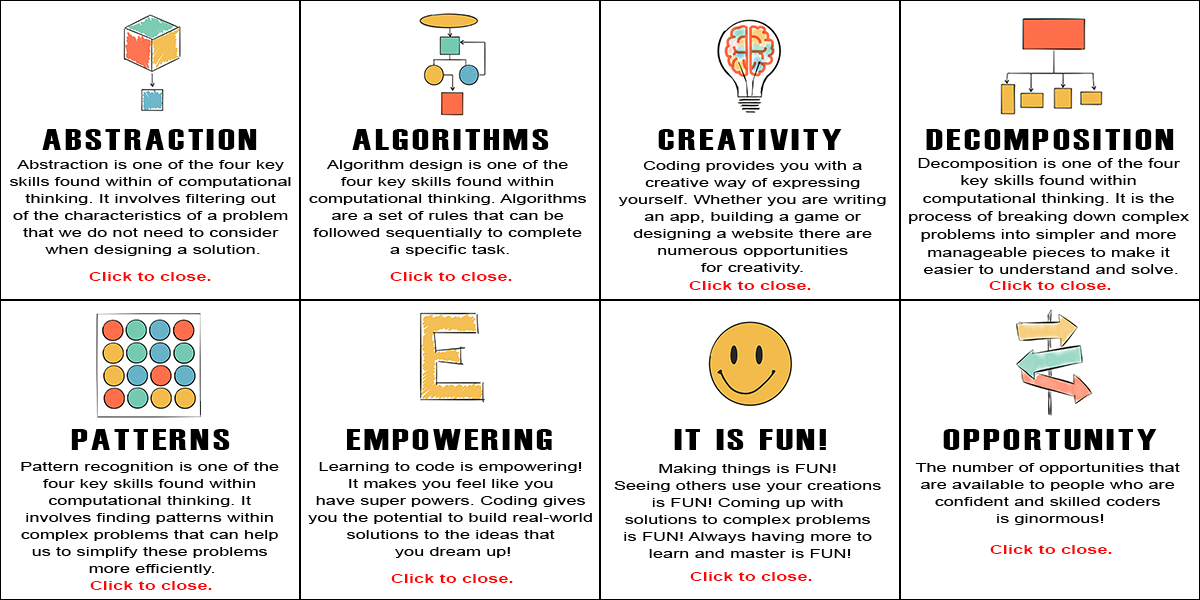 ABSTRACTION
Abstraction is one of the four key
skills found within of computational
thinking. It involves filtering out
of the characteristics of a problem
that we do not need to consider
when designing a solution.
Click to close.
ALGORITHMS
Algorithm design is one of the
four key skills found within
computational thinking. Algorithms
are a set of rules that can be
followed sequentially to complete
a specific task.
Click to close.
CREATIVITY
Coding provides you with a
creative way of expressing
yourself. Whether you are writing
an app, building a game or
designing a website there are
numerous opportunities
for creativity.
Click to close.
DECOMPOSITION
Decomposition is one of the four
key skills found within
computational thinking. It is the
process of breaking down complex
problems into simpler and more
manageable pieces to make it
easier to understand and solve.
Click to close.
PATTERNS
Pattern recognition is one of the
four key skills found within
computational thinking. It
involves finding patterns within
complex problems that can help
us to simplify these problems
more efficiently.
Click to close.
E
EMPOWERING
Learning to code is empowering!
It makes you feel like you
have super powers. Coding gives
you the potential to build real-world
solutions to the ideas that
you dream up!
Click to close.
IT IS FUN!
Making things is FUN!
Seeing others use your creations
is FUN! Coming up with
solutions to complex problems
is FUN! Always having more to
learn and master is FUN!
Click to close.
OPPORTUNITY
The number of opportunities that
are available to people who are
confident and skilled coders
is ginormous!
Click to close.